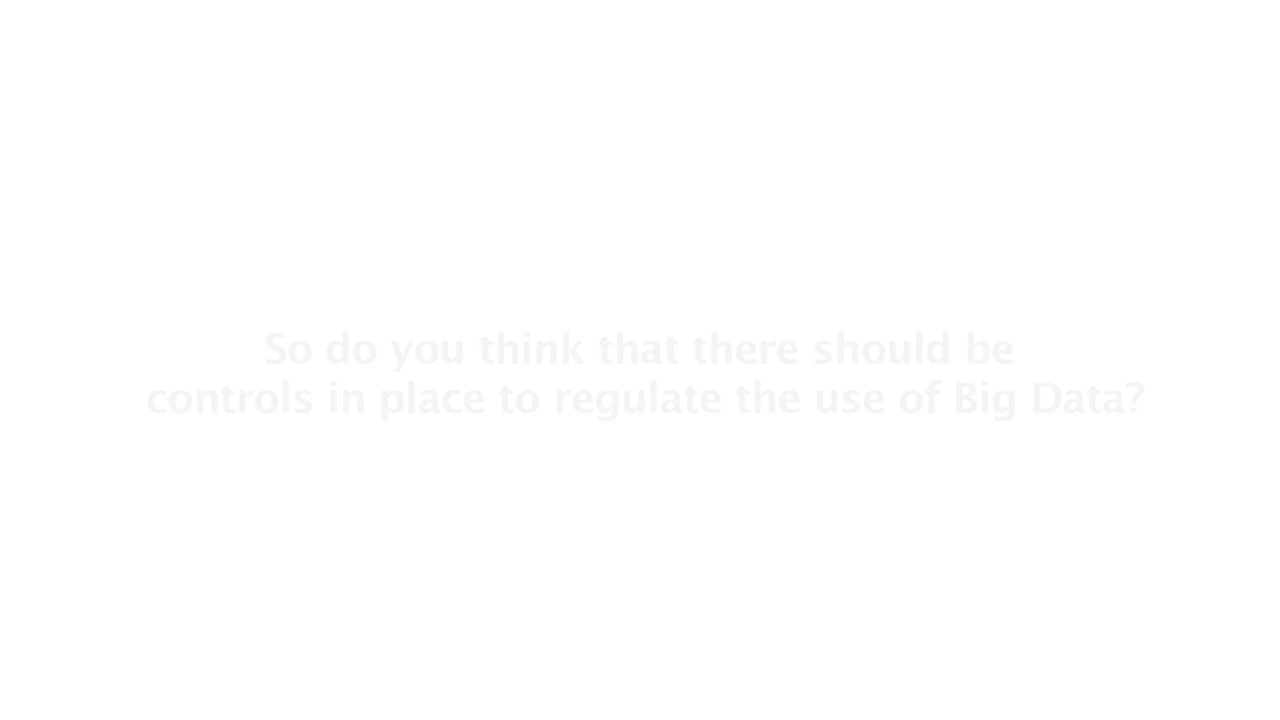 So do you think that there should be
controls in place to regulate the use of Big Data?